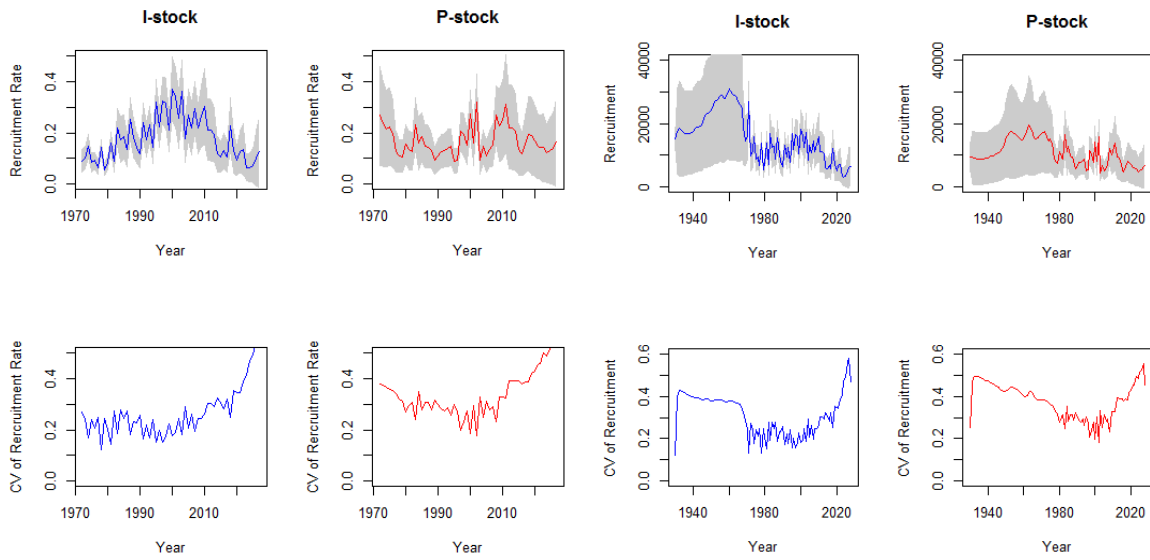 I-stock
P-stock
I-stock
P-stock
Rercruitment Rate
0.0 0.2 0.4
1970 1990 2010
Year
Rercruitment Rate
0.0 0.2 0.4
1970 1990 2010
Year
Rercruitment
0 20000 40000
1940 1980 2020
Year
Rercruitment
0 20000 40000
1940 1980 2020
Year
CV of Recruitment Rate
0.0 0.2 0.4
1970 1990 2010
Year
CV of Recruitment Rate
0.0 0.2 0.4
1970 1990 2010
Year
CV of Recruitment
0.0 0.2 0.4 0.6
1940 1980 2020
Year
CV of Recruitment
0.0 0.2 0.4 0.6
1940 1980 2020
Year